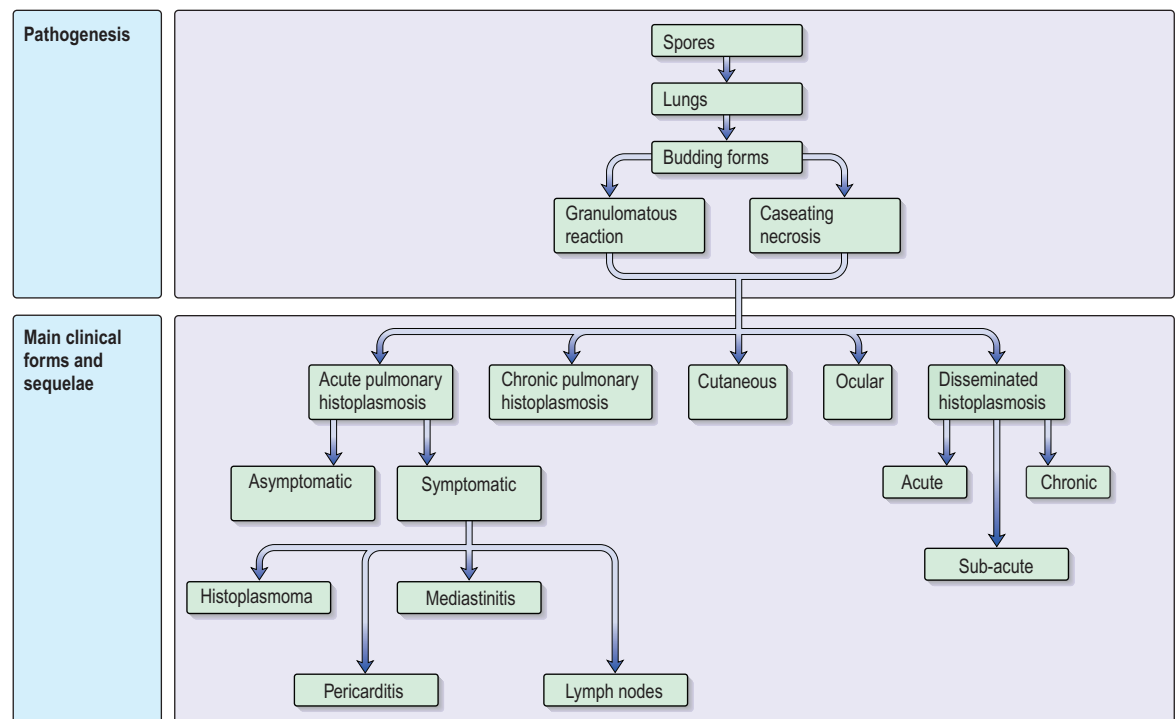 Pathogenesis
Spores
Lungs
Budding forms
Granulomatous
reaction
Caseating
necrosis
Main clinical
forms and
sequelae
Acute pulmonary
histoplasmosis
Chronic pulmonary
histoplasmosis
Cutaneous
Ocular
Disseminated
histoplasmosis
Asymptomatic
Symptomatic
Acute
Chronic
Sub-acute
Histoplasmoma
Mediastinitis
Pericarditis
Lymph nodes